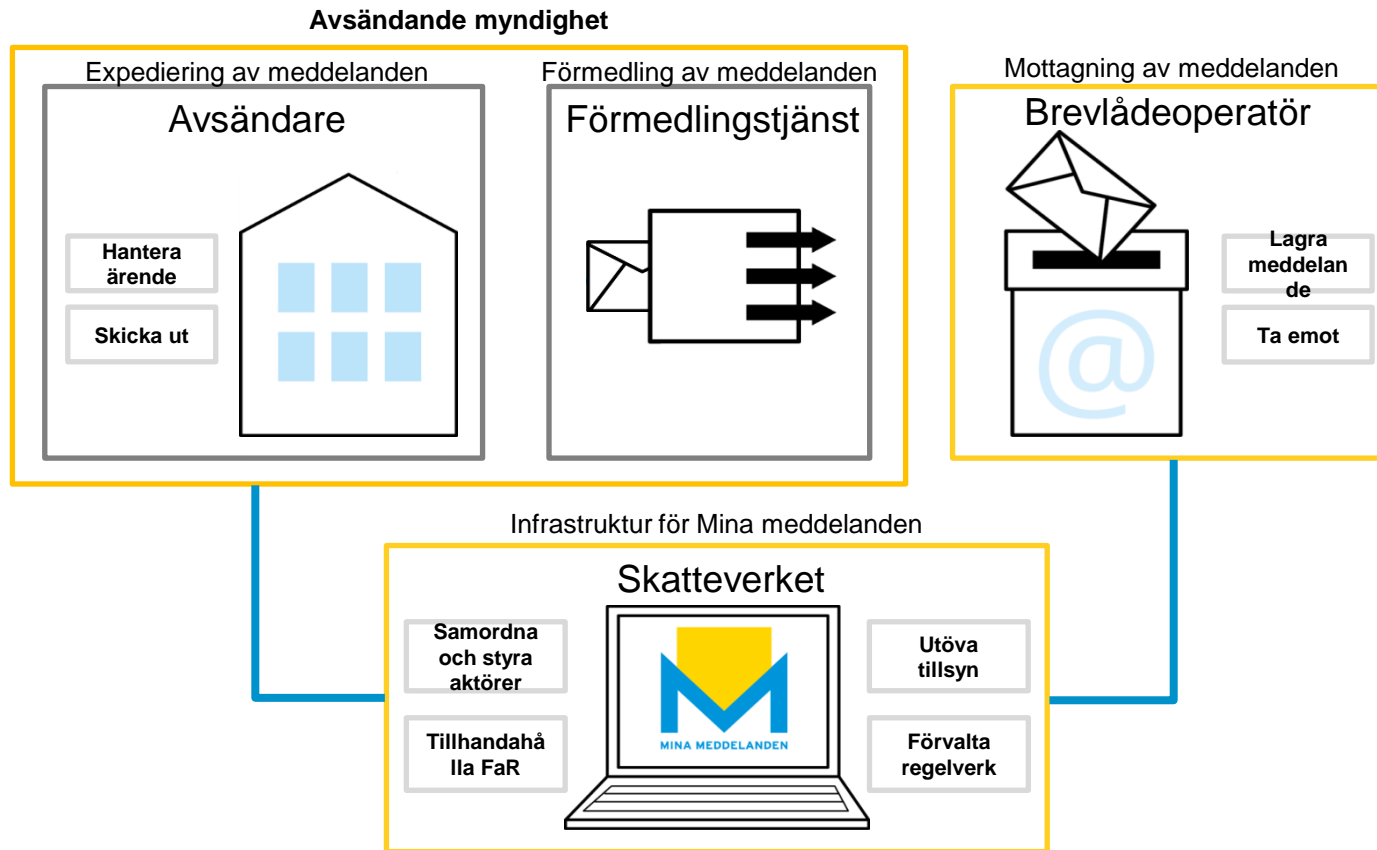 Avsändande myndighet
Expediering av meddelanden
Avsändare
Hantera
ärende
Skicka ut
Förmedling av meddelanden
Förmedlingstjänst
Mottagning av meddelanden
Brevlådeoperatör
Lagra
meddelan
de
Ta emot
@
Infrastruktur för Mina meddelanden
Skatteverket
Samordna
och styra
aktörer
Tillhandahå
lla FaR
MINA MEDDELANDEN
Utöva
tillsyn
Förvalta
regelverk